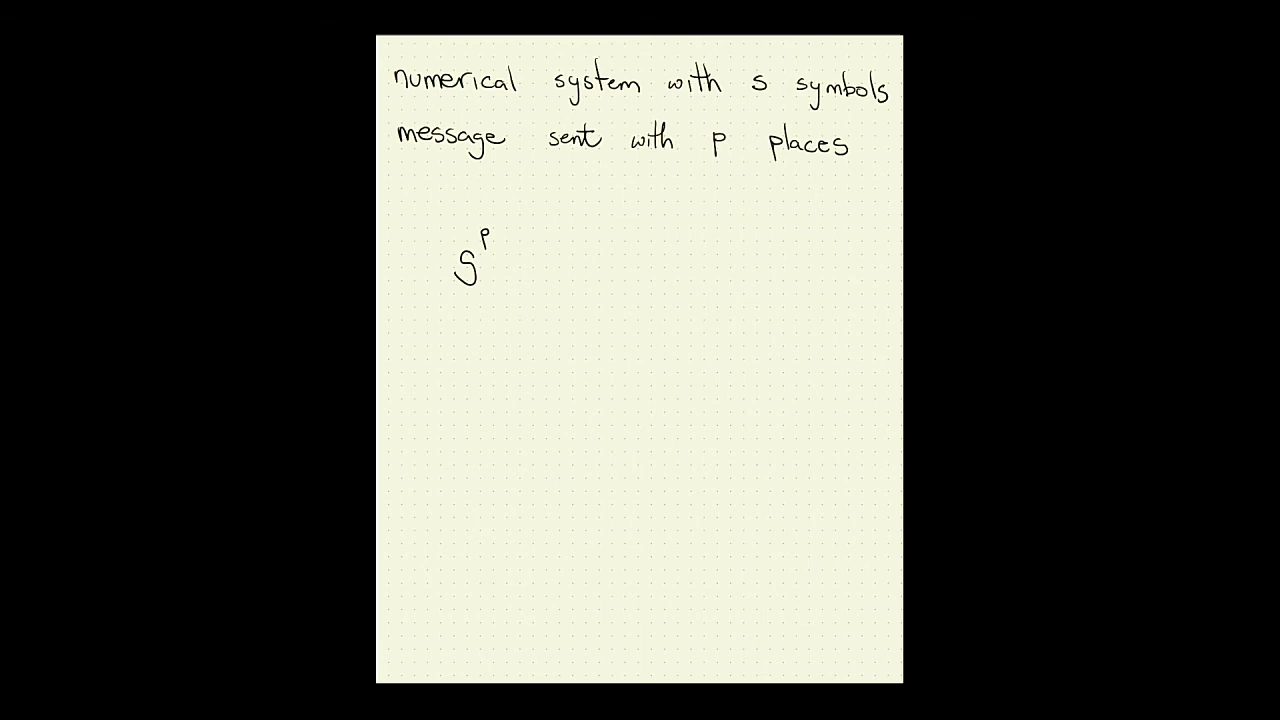 numerical system with s symbols
message sent with p places
S^p